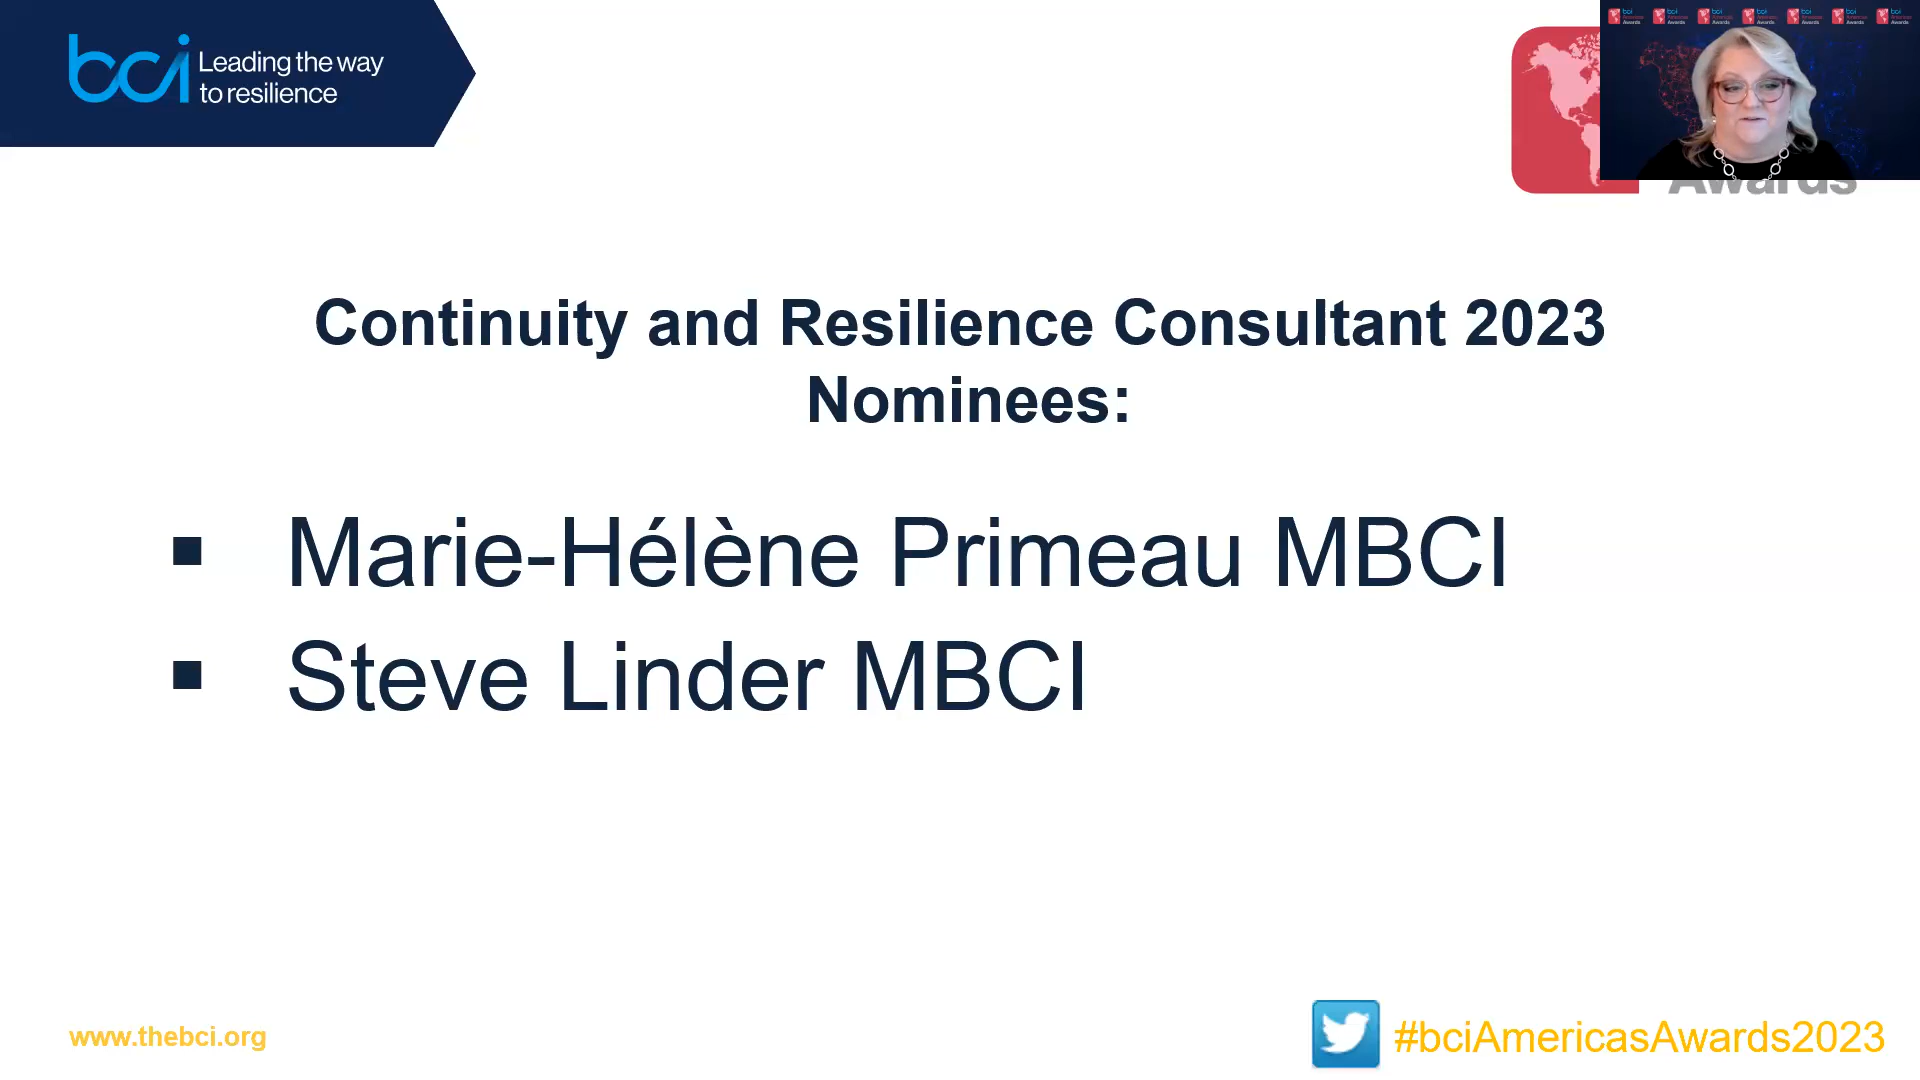 bci Leading the way
to resilience
Awards
Continuity and Resilience Consultant 2023
Nominees:
▪ Marie-Hélène Primeau MBCI
▪ Steve Linder MBCI
www.thebci.org
#bciAmericasAwards2023